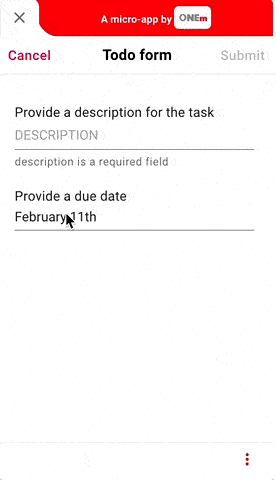 A micro-app by ONEm
Cancel Todo form Submit
Provide a description for the task
DESCRIPTION
description is a required field
Provide a due date
February 11th